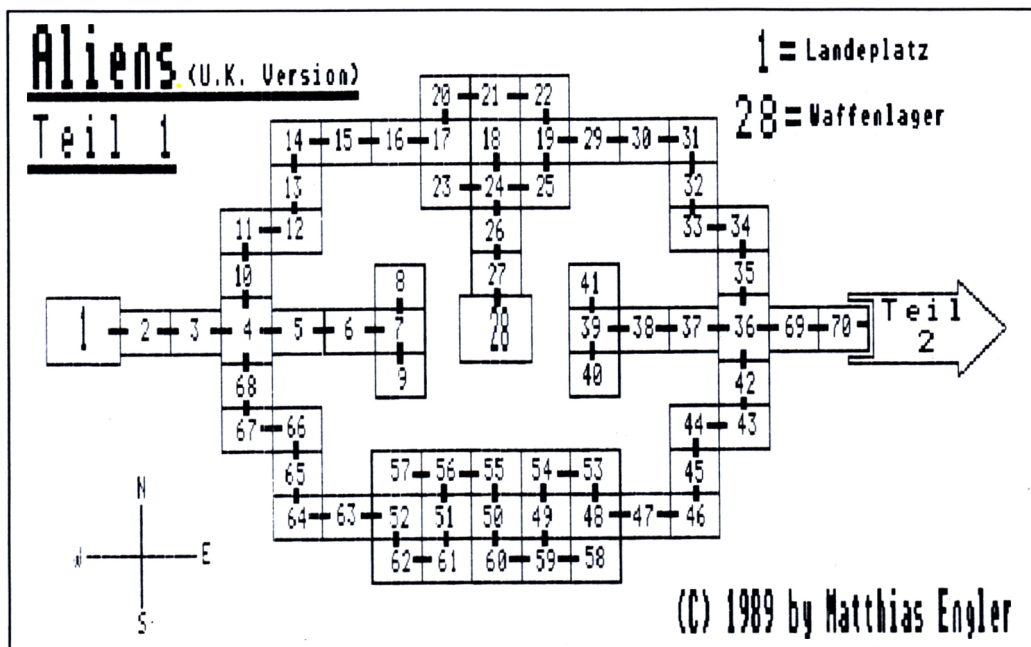 Aliens (U.K. Version)
Teil 1
1 = Landeplatz
28 = Waffenlager
20 21 22
14 15 16 17 18 19 29 30 31
13 23 24 25 32
11 12 26 33 34
10 8 27 41 35
1 2 3 4 5 6 7 28 39 38 37 36 69 70 Teil 2
9 40
68 42
67 66 44 43
65 57 56 55 54 53 45
64 63 52 51 50 49 48 47 46
62 61 60 59 58
N
W E
S
(C) 1989 by Matthias Engler